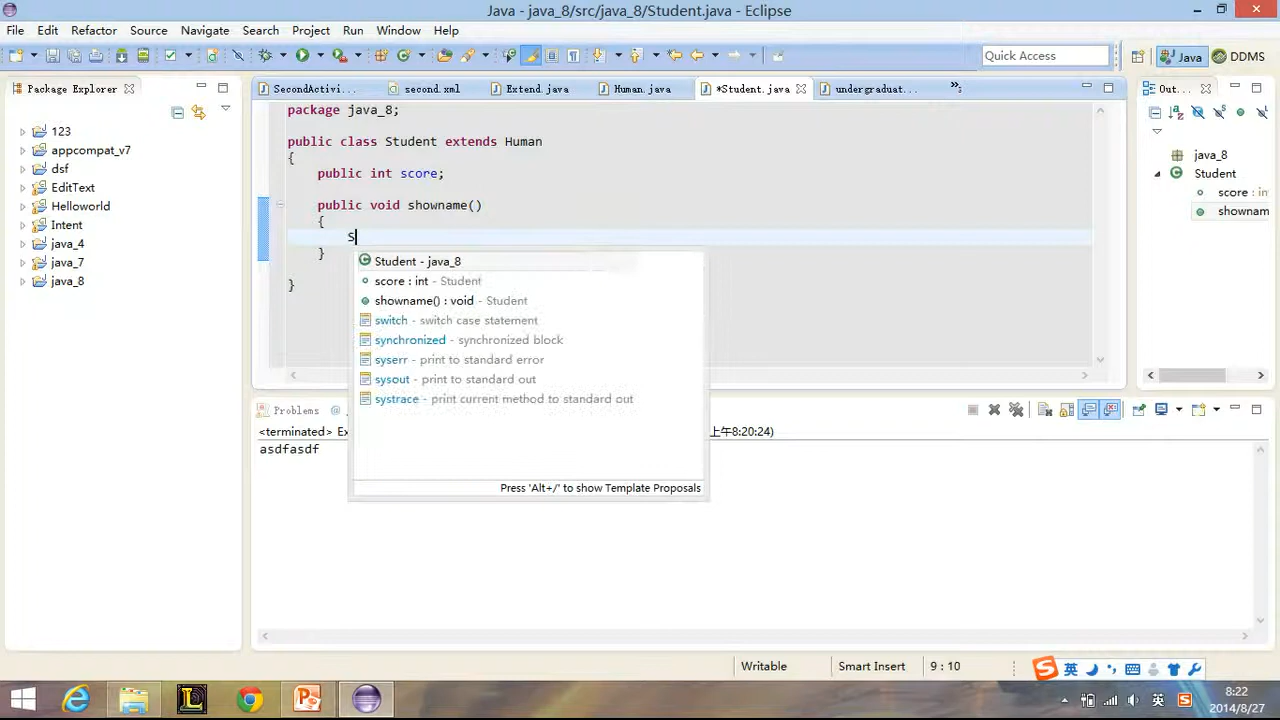 Java - java_8/src/java_8/Student.java - Eclipse
File Edit Refactor Source Navigate Search Project Run Window Help
Quick Access Java DDMS
Package Explorer
SecondActivi... second.xml Extend.java Human.java *Student.java undergraduat... Out...
123
appcompat_v7
dsf
EditText
Helloworld
Intent
java_4
java_7
java_8
package java_8;
public class Student extends Human
{
public int score;
public void showname()
{
S
}
}
Student - java_8
score : int - Student
showname() : void - Student
switch - switch case statement
synchronized - synchronized block
syserr - print to standard error
sysout - print to standard out
systrace - print current method to standard out
Press 'Alt+/' to show Template Proposals
java_8
Student
score : int
shownam
Problems @
<terminated> Ex 上午8:20:24)
asdfasdf
Writable Smart Insert 9 : 10
英
英
8:22
2014/8/27